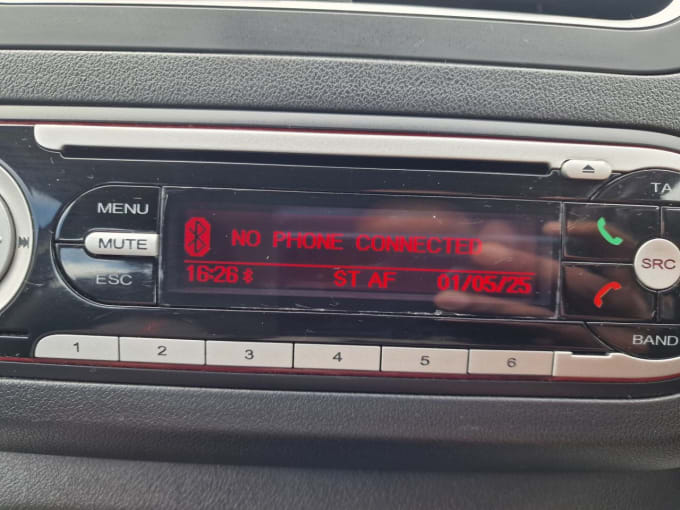 TA
MENU
NO PHONE CONNECTED
MUTE
SRC
16:26 ST AF 01/05/25
ESC
BAND
1 2 3 4 5 6